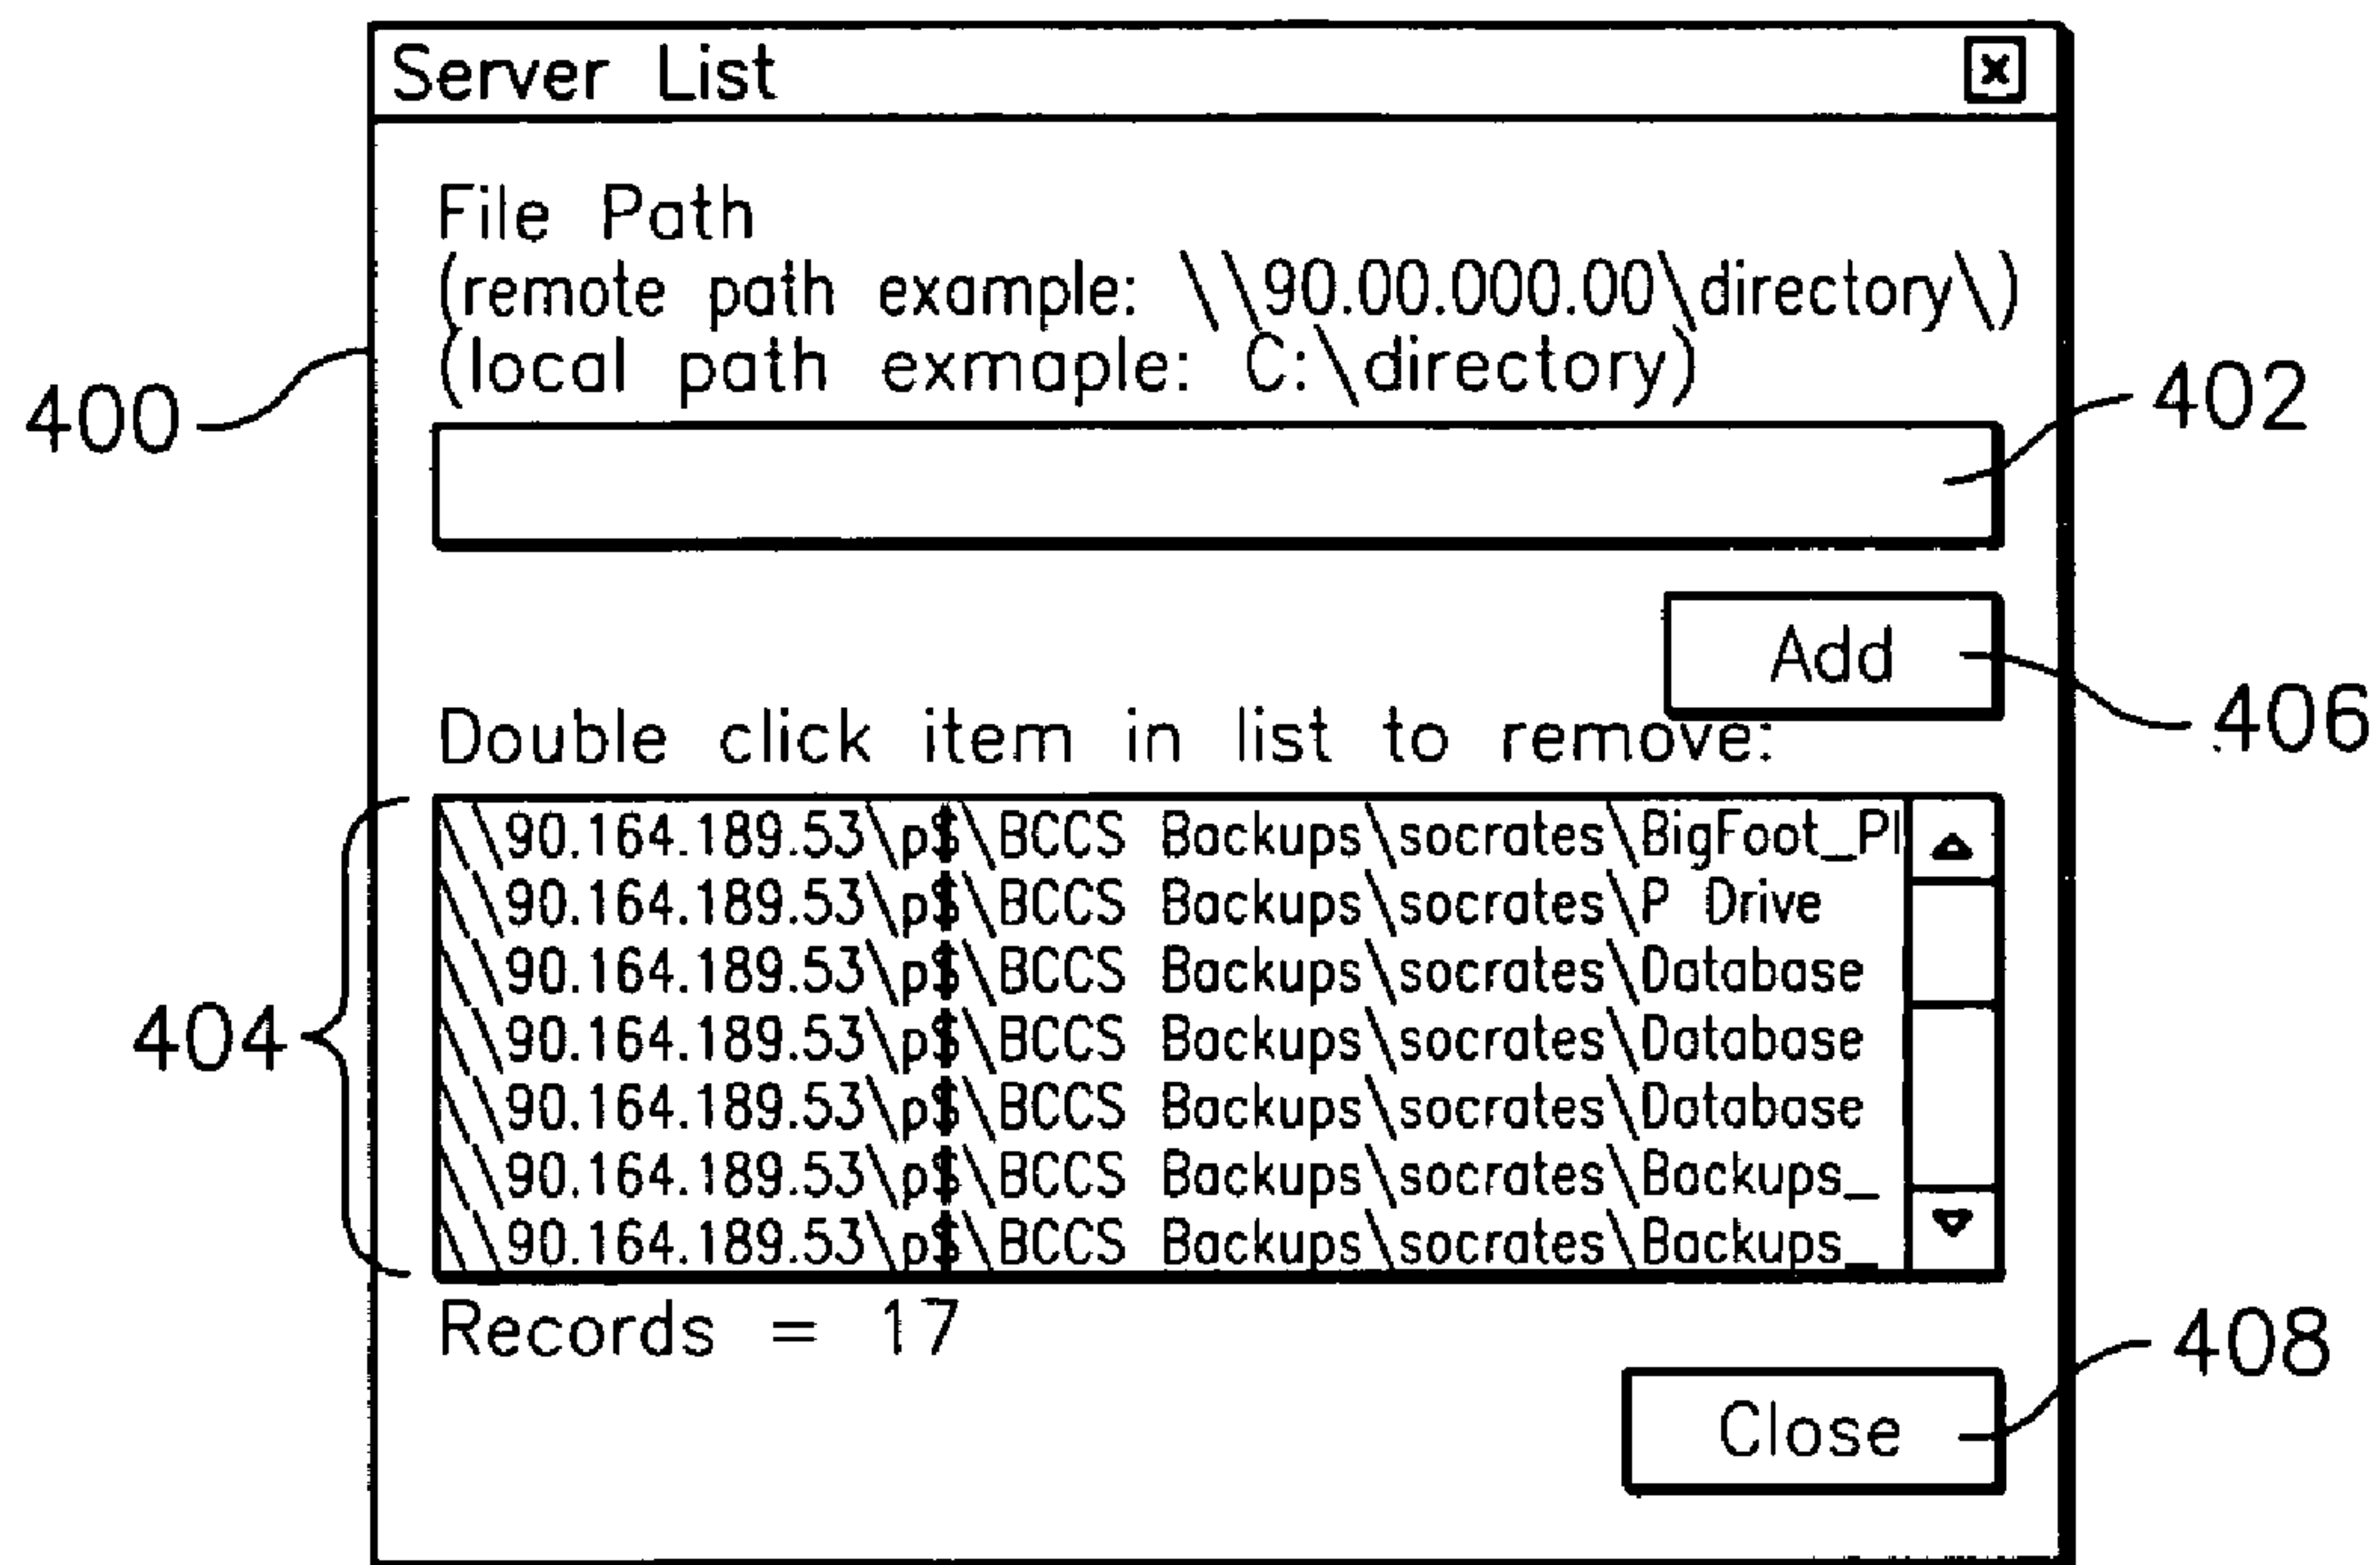 Server List
File Path
(remote path example: \\90.00.000.00\directory\)
(local path exmaple: C:\directory)
400
402
Add
406
Double click item in list to remove:
\\90.164.189.53\p$\BCCS Backups\socrates\BigFoot_Pl
\\90.164.189.53\p$\BCCS Backups\socrates\P Drive
\\90.164.189.53\p$\BCCS Backups\socrates\Database
\\90.164.189.53\p$\BCCS Backups\socrates\Database
404
\\90.164.189.53\p$\BCCS Backups\socrates\Database
\\90.164.189.53\p$\BCCS Backups\socrates\Backups_
\\90.164.189.53\p$\BCCS Backups\socrates\Backups_
Records = 17
408
Close